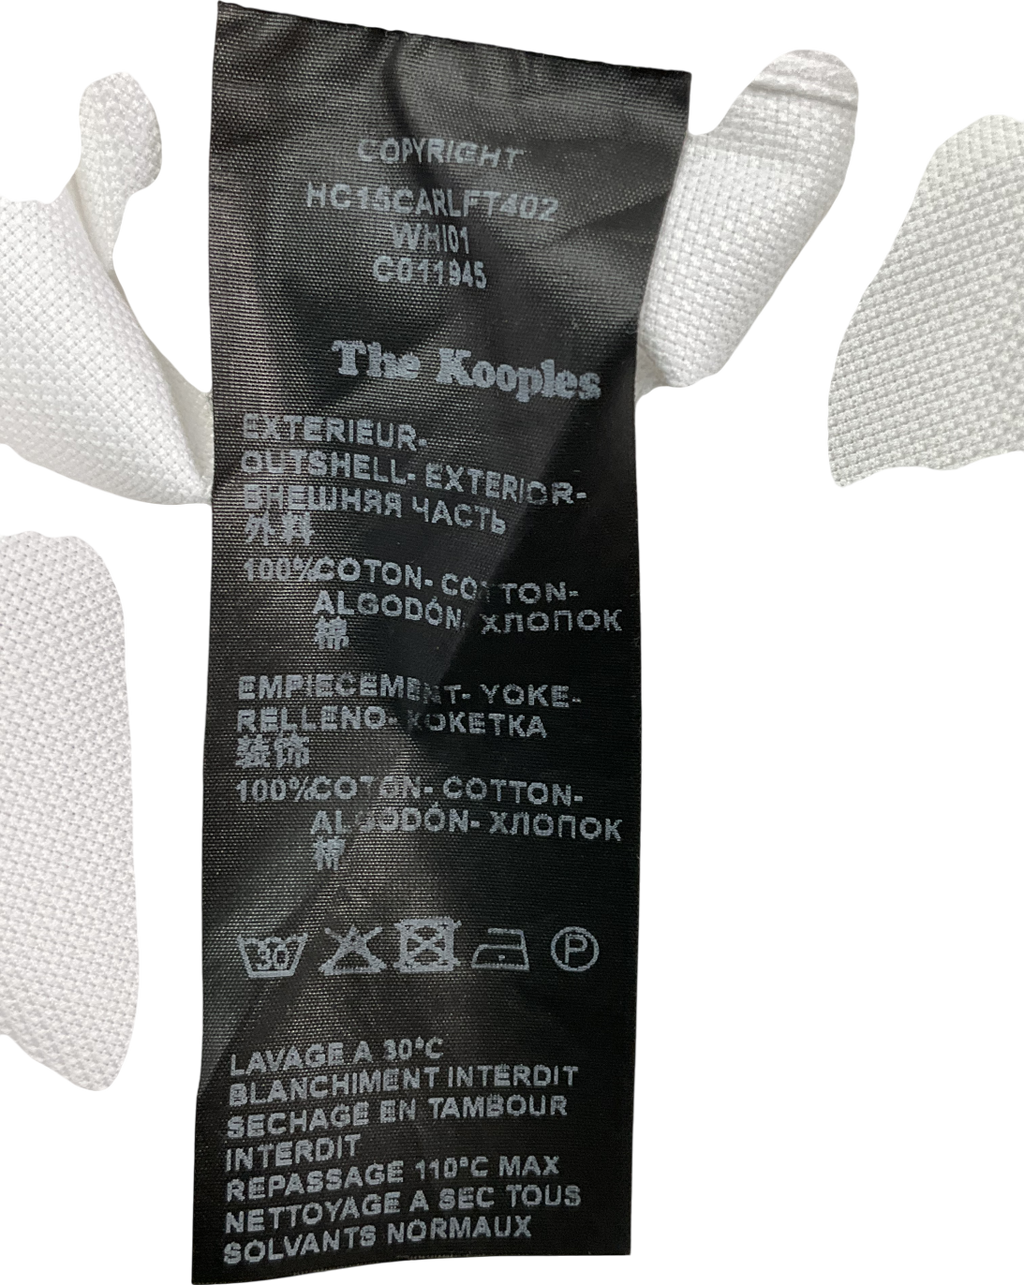 COPYRIGHT
HC15CARLFT402
WHI01
C011945
The Kooples
EXTERIEUR-
OUTSHELL- EXTERIOR-
ВНЕШНЯЯ ЧАСТЬ
外料
100%COTON- COTTON-
ALGODÓN- ХЛОПОК
棉
EMPIECEMENT- YOKE-
RELLENO- КОКЕТКА
装饰
100%COTON- COTTON-
ALGODÓN- ХЛОПОК
棉
30 P
LAVAGE A 30°C
BLANCHIMENT INTERDIT
SECHAGE EN TAMBOUR
INTERDIT
REPASSAGE 110°C MAX
NETTOYAGE A SEC TOUS
SOLVANTS NORMAUX